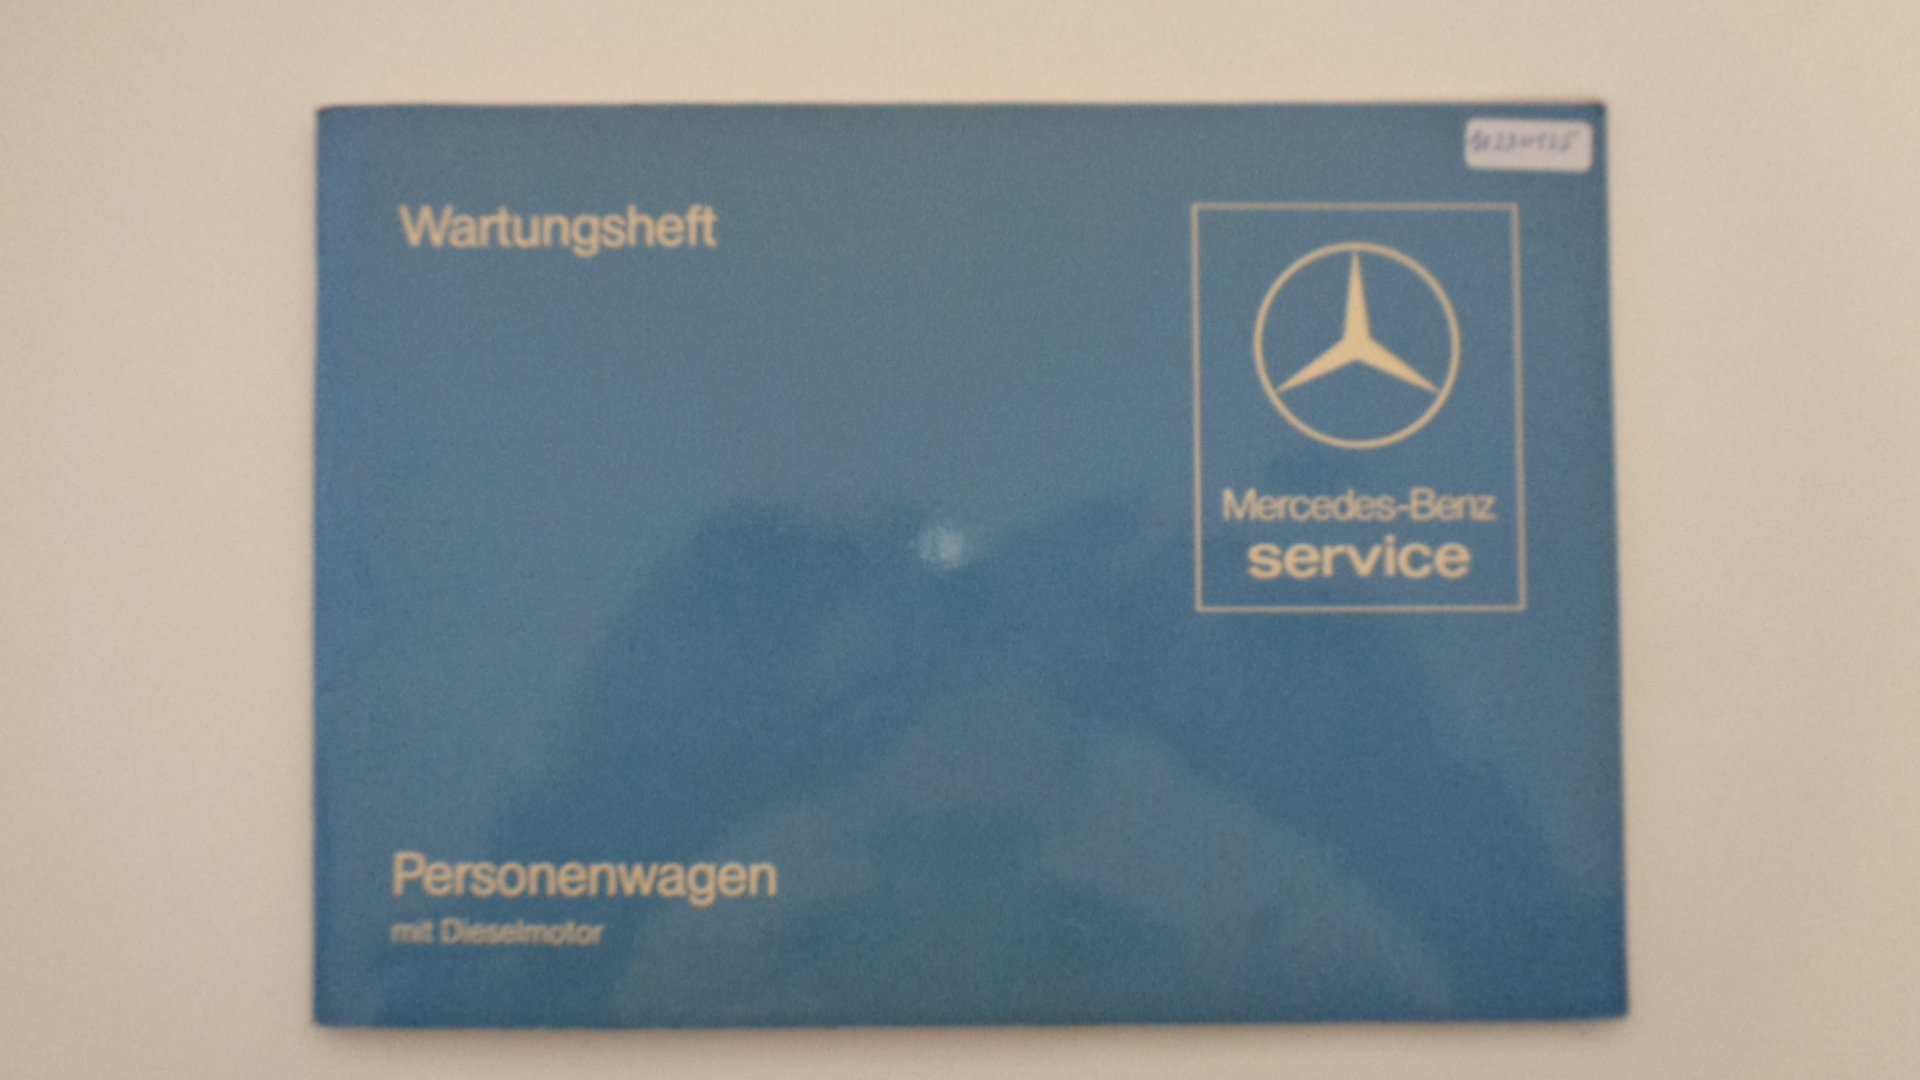 Wartungsheft
Mercedes-Benz
service
Personenwagen
mit Dieselmotor